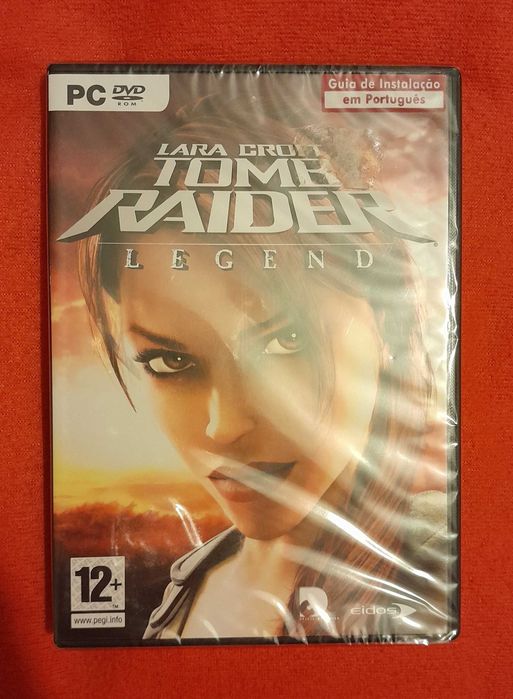 PC DVD
ROM
Guia de Instalação
em Português
LARA CROFT
TOMB
RAIDER
LEGEND
12+
www.pegi.info
eidos